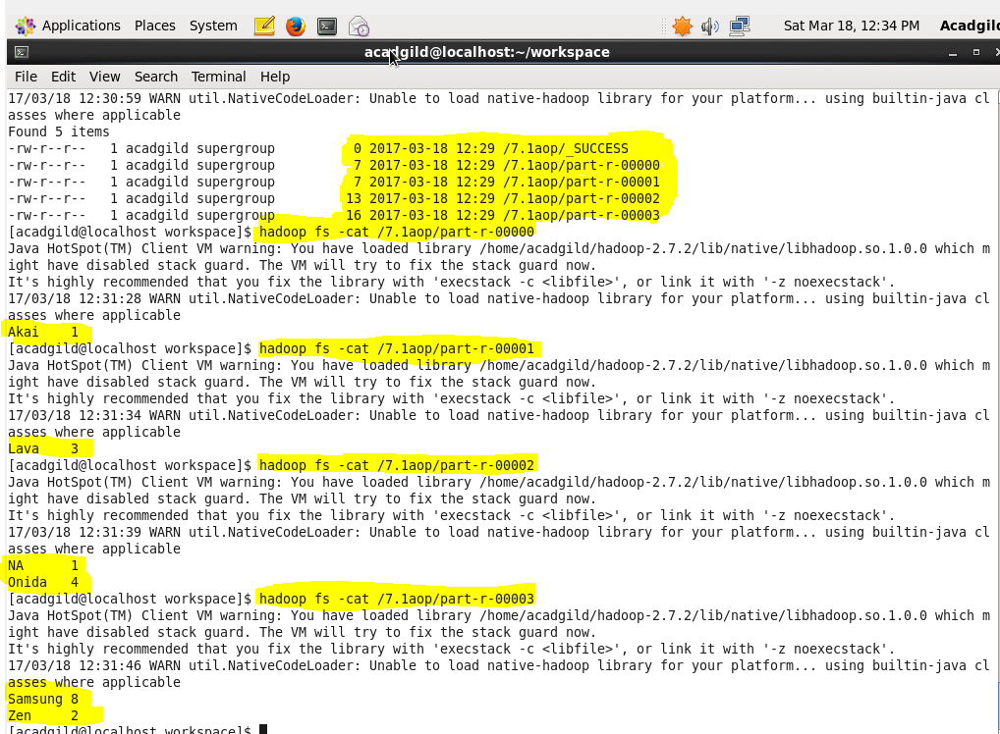 Applications Places System Sat Mar 18, 12:34 PM
acadgild@localhost:~/workspace
File Edit View Search Terminal Help
17/03/18 12:30:59 WARN util.NativeCodeLoader: Unable to load native-hadoop library for your platform... using builtin-java cl
asses where applicable
Found 5 items
-rw-r--r--   1 acadgild supergroup          0 2017-03-18 12:29 /7.1aop/_SUCCESS
-rw-r--r--   1 acadgild supergroup          7 2017-03-18 12:29 /7.1aop/part-r-00000
-rw-r--r--   1 acadgild supergroup          7 2017-03-18 12:29 /7.1aop/part-r-00001
-rw-r--r--   1 acadgild supergroup         13 2017-03-18 12:29 /7.1aop/part-r-00002
-rw-r--r--   1 acadgild supergroup         16 2017-03-18 12:29 /7.1aop/part-r-00003
[acadgild@localhost workspace]$ hadoop fs -cat /7.1aop/part-r-00000
Java HotSpot(TM) Client VM warning: You have loaded library /home/acadgild/hadoop-2.7.2/lib/native/libhadoop.so.1.0.0 which m
ight have disabled stack guard. The VM will try to fix the stack guard now.
It's highly recommended that you fix the library with 'execstack -c <libfile>', or link it with '-z noexecstack'.
17/03/18 12:31:28 WARN util.NativeCodeLoader: Unable to load native-hadoop library for your platform... using builtin-java cl
asses where applicable
Akai    1
[acadgild@localhost workspace]$ hadoop fs -cat /7.1aop/part-r-00001
Java HotSpot(TM) Client VM warning: You have loaded library /home/acadgild/hadoop-2.7.2/lib/native/libhadoop.so.1.0.0 which m
ight have disabled stack guard. The VM will try to fix the stack guard now.
It's highly recommended that you fix the library with 'execstack -c <libfile>', or link it with '-z noexecstack'.
17/03/18 12:31:34 WARN util.NativeCodeLoader: Unable to load native-hadoop library for your platform... using builtin-java cl
asses where applicable
Lava    3
[acadgild@localhost workspace]$ hadoop fs -cat /7.1aop/part-r-00002
Java HotSpot(TM) Client VM warning: You have loaded library /home/acadgild/hadoop-2.7.2/lib/native/libhadoop.so.1.0.0 which m
ight have disabled stack guard. The VM will try to fix the stack guard now.
It's highly recommended that you fix the library with 'execstack -c <libfile>', or link it with '-z noexecstack'.
17/03/18 12:31:39 WARN util.NativeCodeLoader: Unable to load native-hadoop library for your platform... using builtin-java cl
asses where applicable
NA      1
Onida   4
[acadgild@localhost workspace]$ hadoop fs -cat /7.1aop/part-r-00003
Java HotSpot(TM) Client VM warning: You have loaded library /home/acadgild/hadoop-2.7.2/lib/native/libhadoop.so.1.0.0 which m
ight have disabled stack guard. The VM will try to fix the stack guard now.
It's highly recommended that you fix the library with 'execstack -c <libfile>', or link it with '-z noexecstack'.
17/03/18 12:31:46 WARN util.NativeCodeLoader: Unable to load native-hadoop library for your platform... using builtin-java cl
asses where applicable
Samsung 8
Zen     2
[acadgild@localhost workspace]$